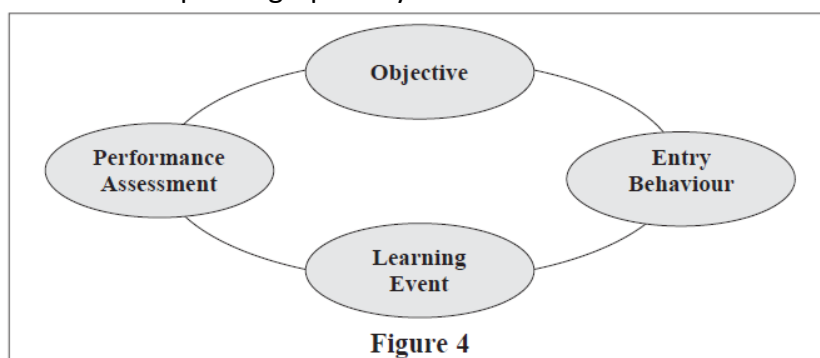 Objective
Performance
Assessment
Entry
Behaviour
Learning
Event
Figure 4